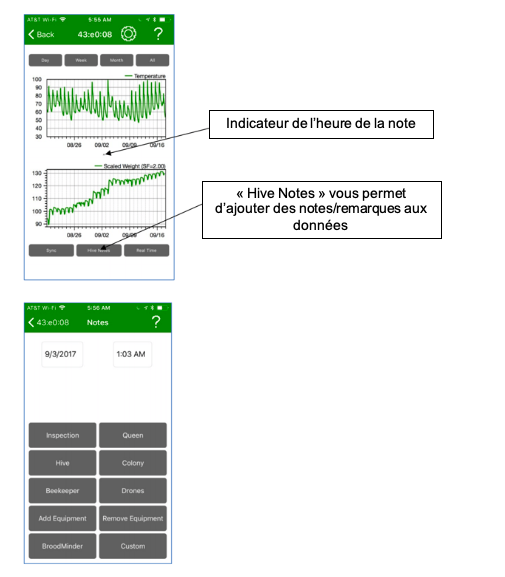 AT&T Wi-Fi 5:55 AM
Back 43:e0:08 ?
Day Week Month All
Temperature
100
90
80
70
60
50
40
30
08/26 09/02 09/09 09/16
Indicateur de l'heure de la note
Scaled Weight (SF=2.00)
130
120
110
100
90
08/26 09/02 09/09 09/16
Sync Hive Notes Real Time
« Hive Notes » vous permet
d'ajouter des notes/remarques aux
données
AT&T Wi-Fi 5:56 AM
43:e0:08 Notes ?
9/3/2017 1:03 AM
Inspection Queen
Hive Colony
Beekeeper Drones
Add Equipment Remove Equipment
BroodMinder Custom